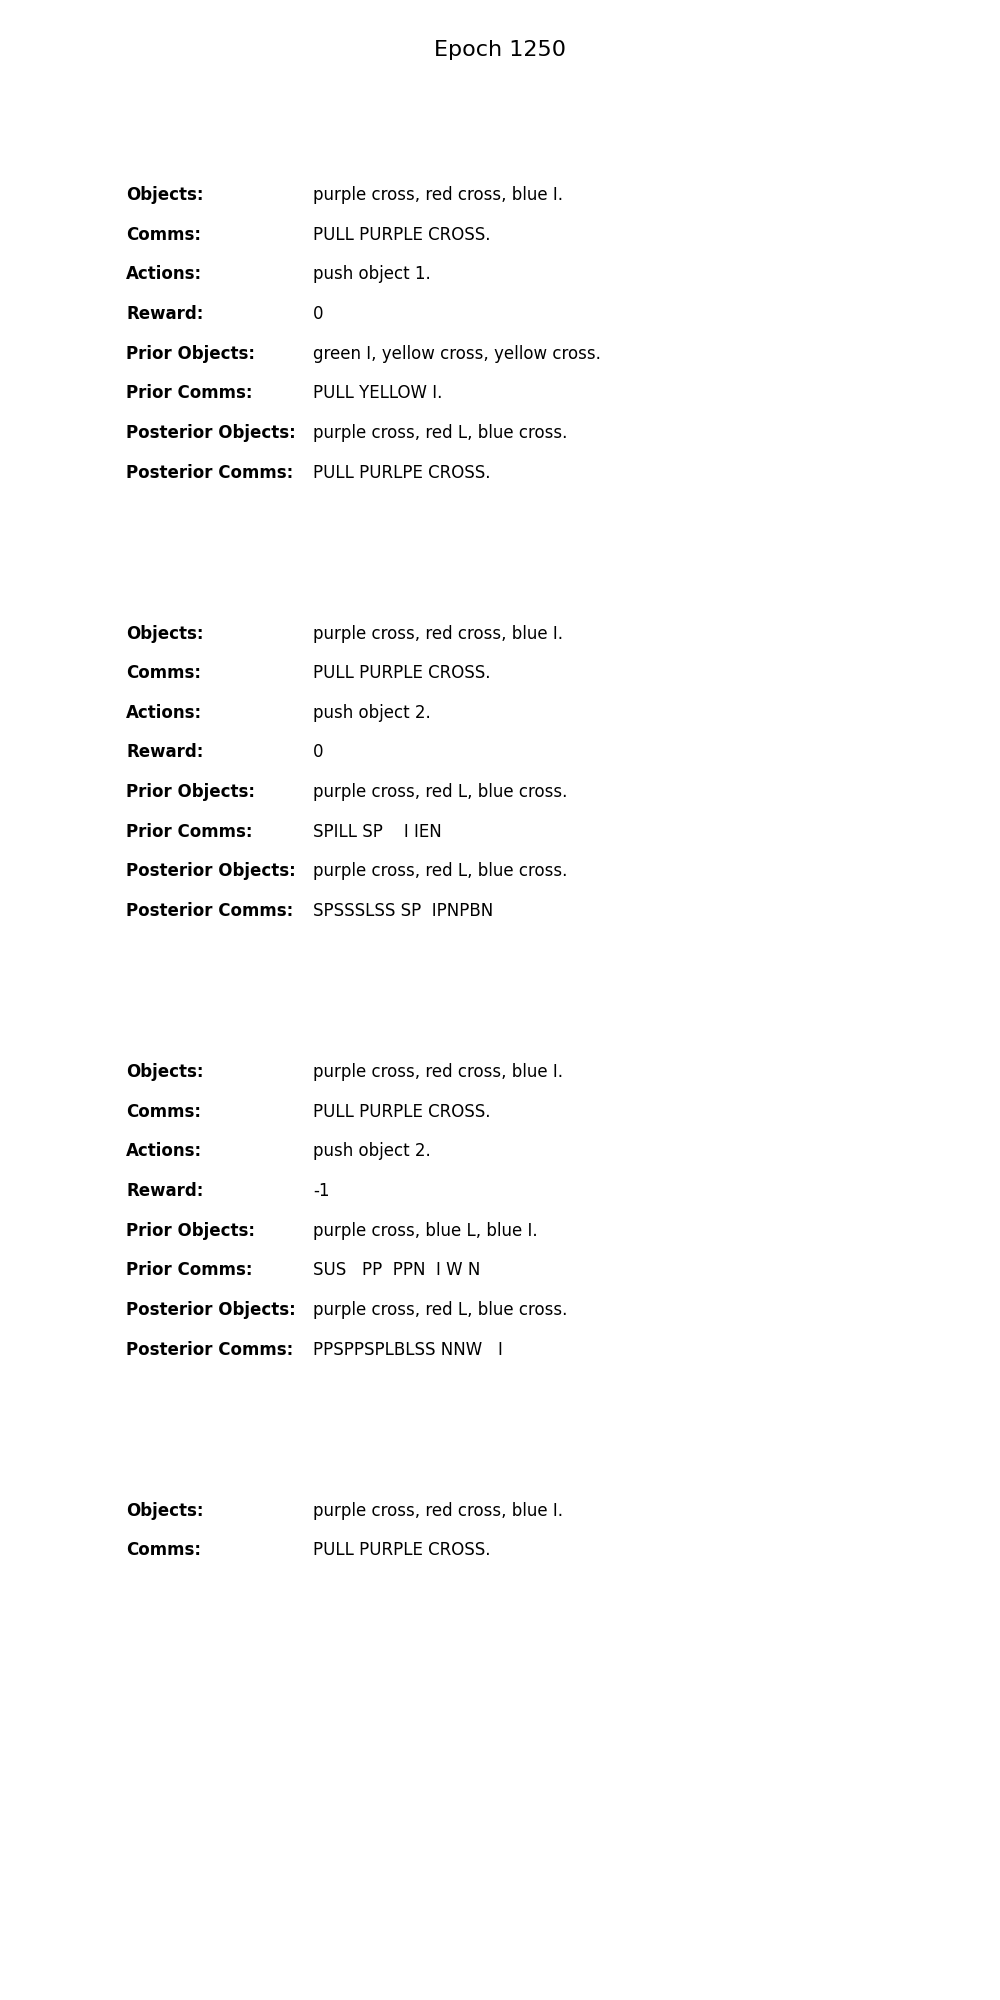 Epoch 1250
Objects: purple cross, red cross, blue I.
Comms: PULL PURPLE CROSS.
Actions: push object 1.
Reward: 0
Prior Objects: green I, yellow cross, yellow cross.
Prior Comms: PULL YELLOW I.
Posterior Objects: purple cross, red L, blue cross.
Posterior Comms: PULL PURLPE CROSS.
Objects: purple cross, red cross, blue I.
Comms: PULL PURPLE CROSS.
Actions: push object 2.
Reward: 0
Prior Objects: purple cross, red L, blue cross.
Prior Comms: SPILL SP    I IEN
Posterior Objects: purple cross, red L, blue cross.
Posterior Comms: SPSSSLSS SP  IPNPBN
Objects: purple cross, red cross, blue I.
Comms: PULL PURPLE CROSS.
Actions: push object 2.
Reward: -1
Prior Objects: purple cross, blue L, blue I.
Prior Comms: SUS   PP  PPN  I W N
Posterior Objects: purple cross, red L, blue cross.
Posterior Comms: PPSPPSPLBLSS NNW   I
Objects: purple cross, red cross, blue I.
Comms: PULL PURPLE CROSS.